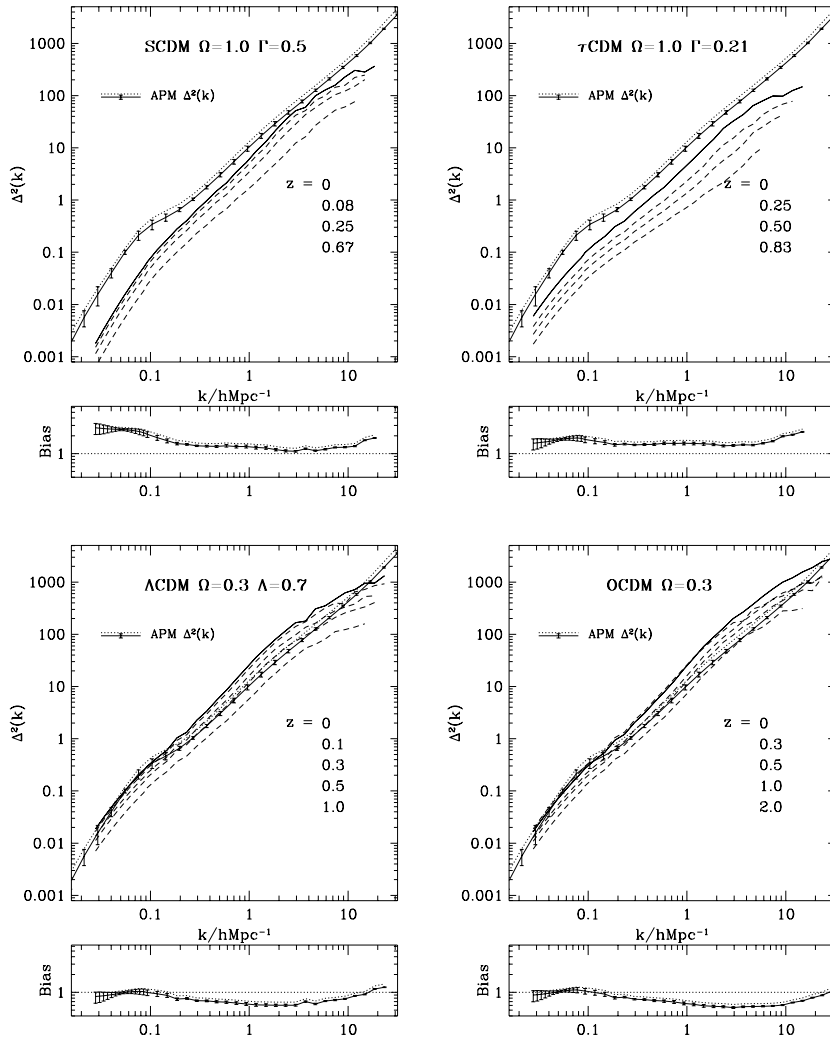 SCDM Ω=1.0 Γ=0.5
APM Δ²(k)
Δ²(k)
1000
100
10
1
0.1
0.01
0.001
z = 0
0.08
0.25
0.67
0.1
1
10
k/hMpc⁻¹
Bias
1
0.1
1
10
τCDM Ω=1.0 Γ=0.21
APM Δ²(k)
Δ²(k)
1000
100
10
1
0.1
0.01
0.001
z = 0
0.25
0.50
0.83
0.1
1
10
k/hMpc⁻¹
Bias
1
0.1
1
10
ΛCDM Ω=0.3 Λ=0.7
APM Δ²(k)
Δ²(k)
1000
100
10
1
0.1
0.01
0.001
z = 0
0.1
0.3
0.5
1.0
0.1
1
10
k/hMpc⁻¹
Bias
1
0.1
1
10
OCDM Ω=0.3
APM Δ²(k)
Δ²(k)
1000
100
10
1
0.1
0.01
0.001
z = 0
0.3
0.5
1.0
2.0
0.1
1
10
k/hMpc⁻¹
Bias
1
0.1
1
10